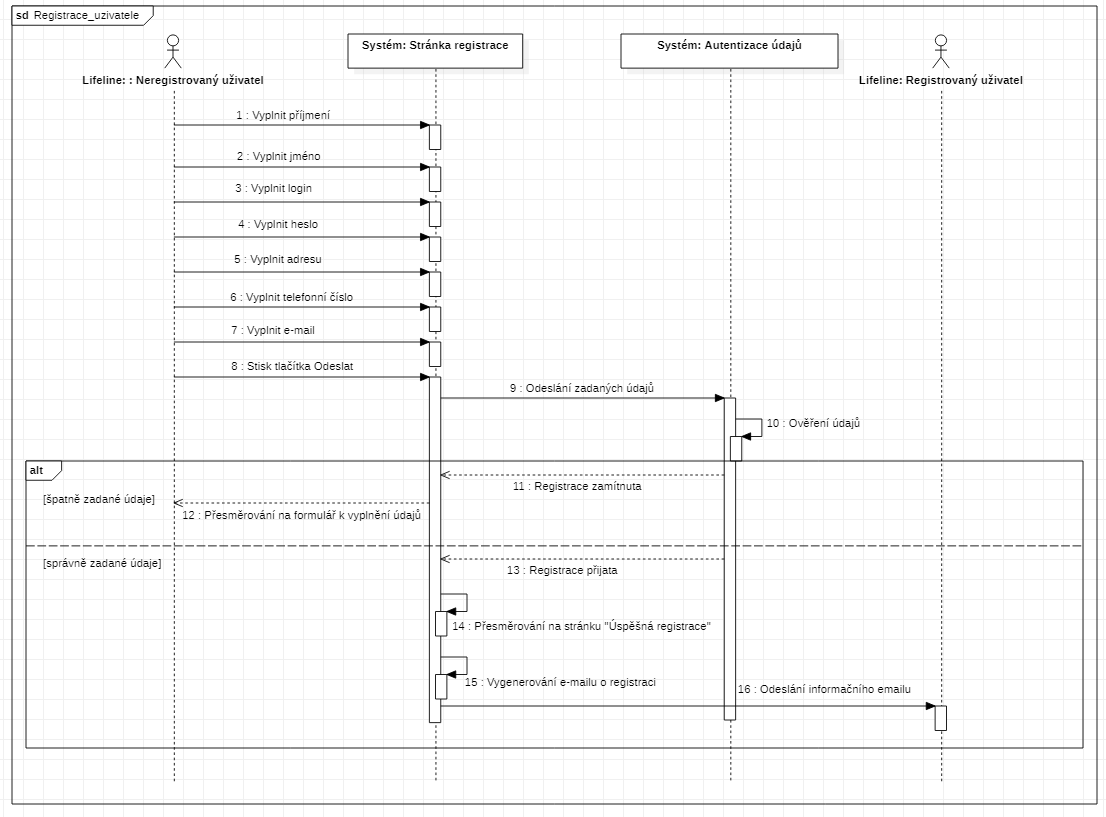 sd Registrace_uzivatele
Lifeline: : Neregistrovaný uživatel
Systém: Stránka registrace
Systém: Autentizace údajů
Lifeline: Registrovaný uživatel
1 : Vyplnit příjmení
2 : Vyplnit jméno
3 : Vyplnit login
4 : Vyplnit heslo
5 : Vyplnit adresu
6 : Vyplnit telefonní číslo
7 : Vyplnit e-mail
8 : Stisk tlačítka Odeslat
9 : Odeslání zadaných údajů
10 : Ověření údajů
alt
11 : Registrace zamítnuta
[špatně zadané údaje]
12 : Přesměrování na formulář k vyplnění údajů
[správně zadané údaje]
13 : Registrace přijata
14 : Přesměrování na stránku "Úspěšná registrace"
15 : Vygenerování e-mailu o registraci
16 : Odeslání informačního emailu